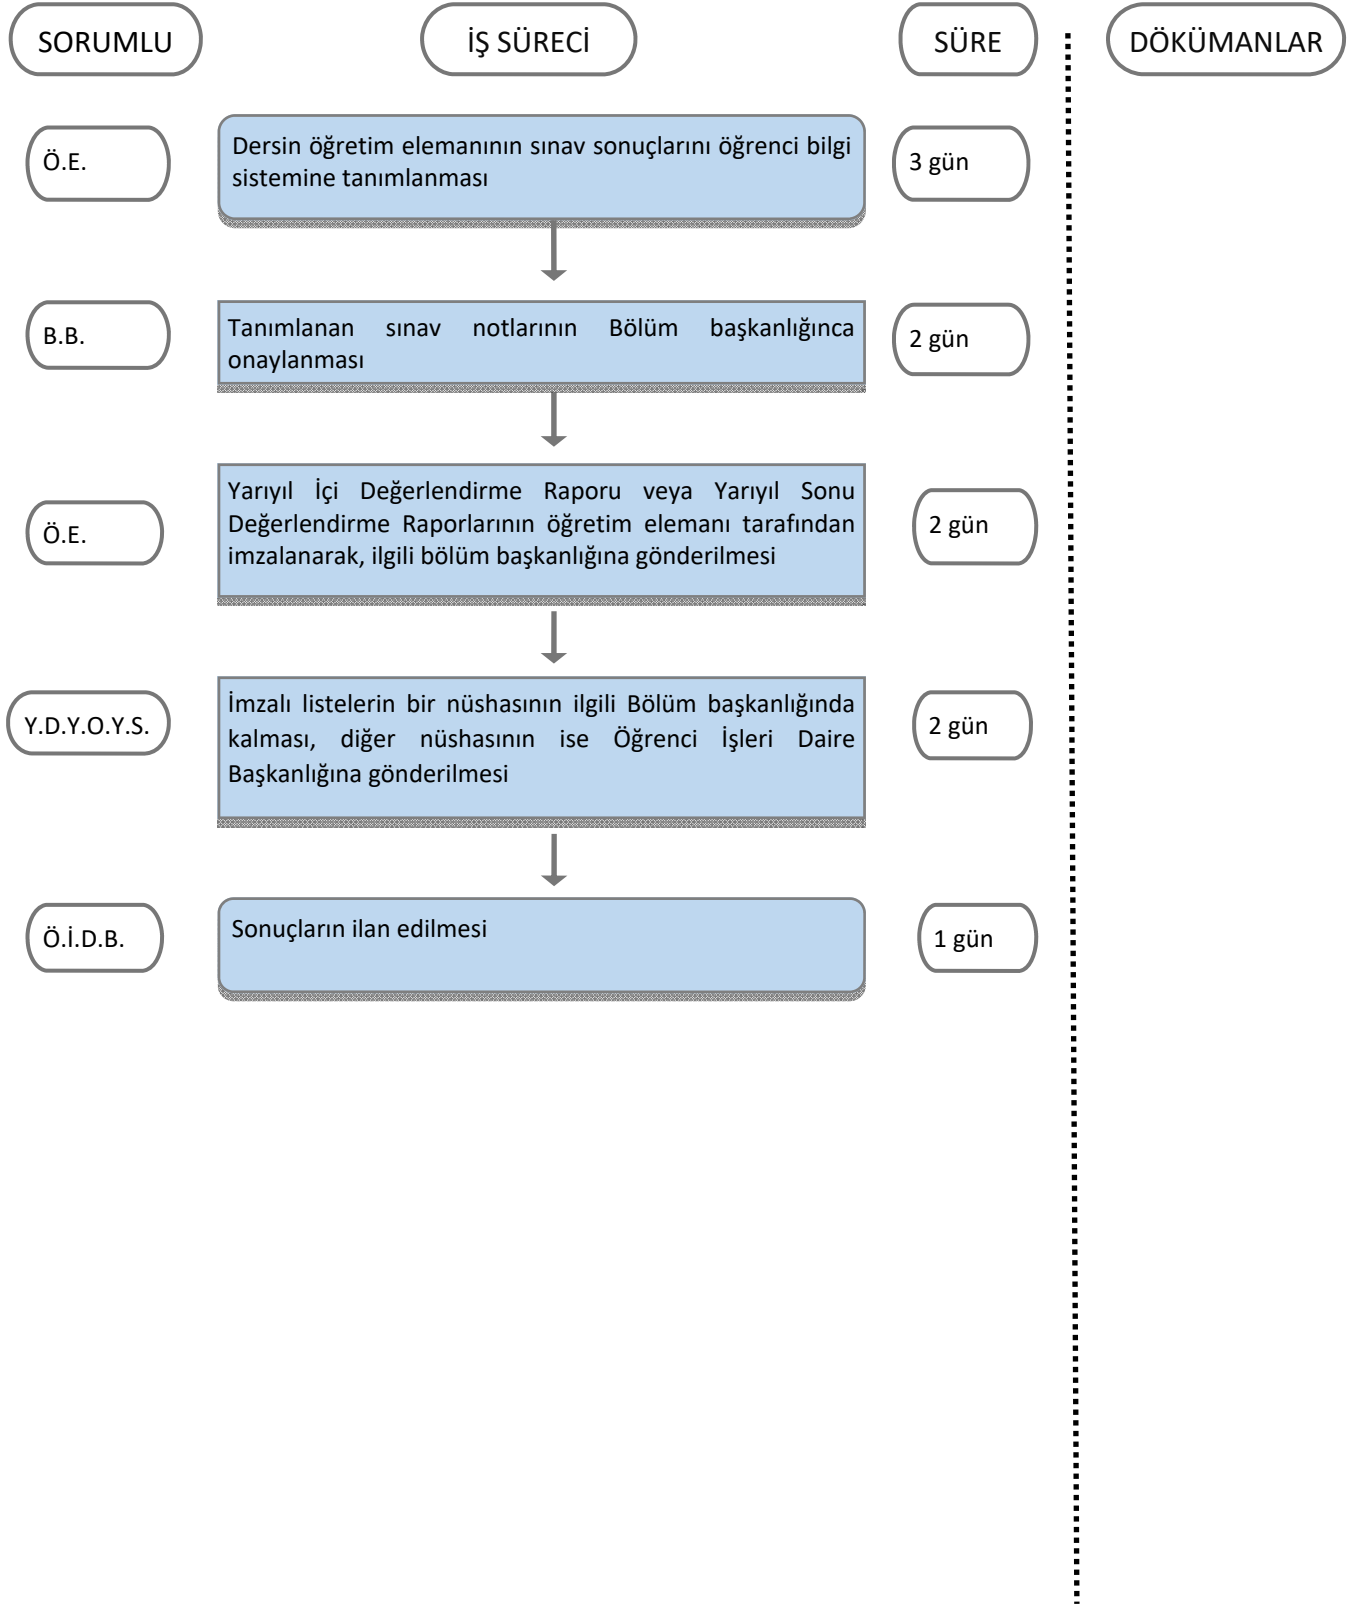 SORUMLU
İŞ SÜRECİ
SÜRE
DÖKÜMANLAR
Ö.E.
Dersin öğretim elemanının sınav sonuçlarını öğrenci bilgi
sistemine tanımlanması
3 gün
B.B.
Tanımlanan sınav notlarının Bölüm başkanlığınca
onaylanması
2 gün
Ö.E.
Yarıyıl İçi Değerlendirme Raporu veya Yarıyıl Sonu
Değerlendirme Raporlarının öğretim elemanı tarafından
imzalanarak, ilgili bölüm başkanlığına gönderilmesi
2 gün
Y.D.Y.O.Y.S.
İmzalı listelerin bir nüshasının ilgili Bölüm başkanlığında
kalması, diğer nüshasının ise Öğrenci İşleri Daire
Başkanlığına gönderilmesi
2 gün
Ö.İ.D.B.
Sonuçların ilan edilmesi
1 gün